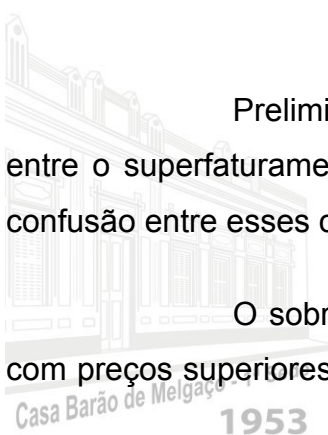 Prelimi
entre o superfaturame
confusão entre esses c
O sobr
com preços superiores
Casa Barão de Melgaço
1953